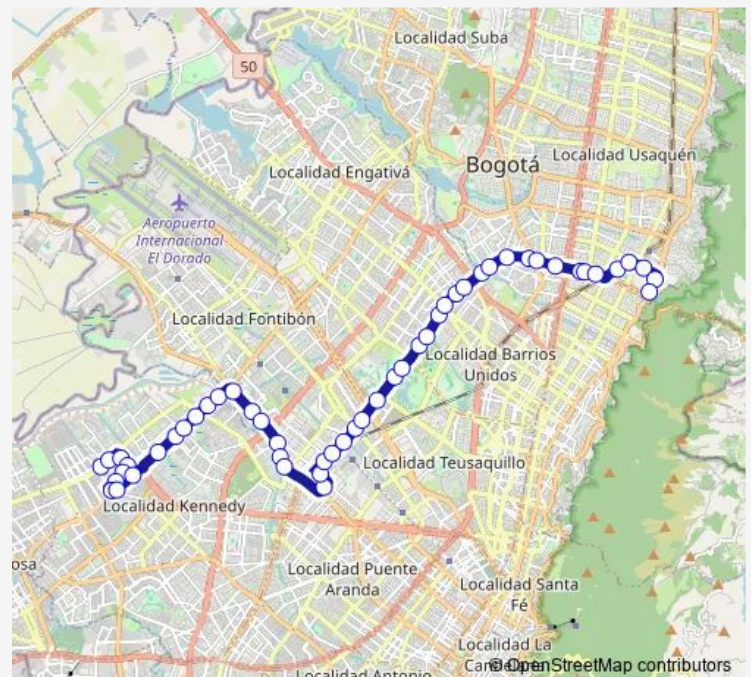 Localidad Suba
50
Localidad Usaquén
Bogotá
Localidad Engativá
Aeropuerto
Internacional
El Dorado
Localidad Fontibón
Localidad Barrios
Unidos
Localidad Teusaquillo
Localidad Kennedy
osa
Localidad Puente
Aranda
Localidad Santa
Fé
Localidad La
Localidad Antonio
© OpenStreetMap contributors